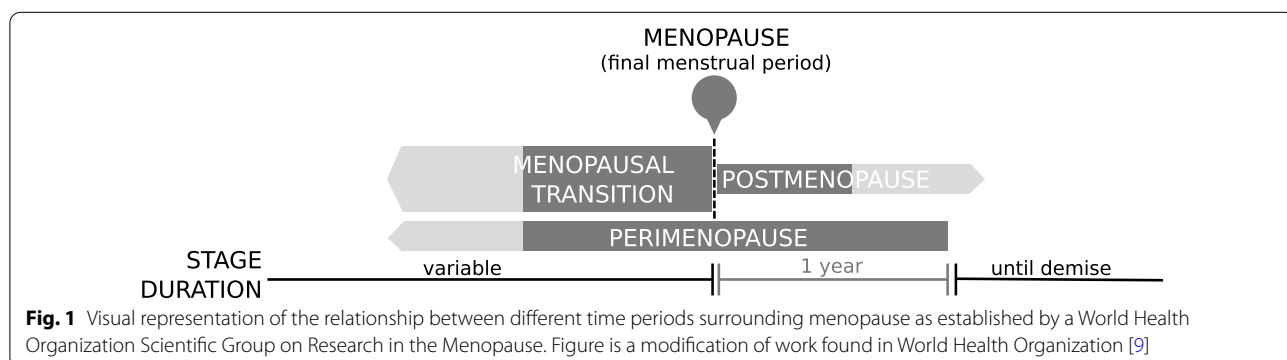 MENOPAUSE
(final menstrual period)
MENOPAUSAL
TRANSITION
POSTMENOPAUSE
PERIMENOPAUSE
STAGE
DURATION
variable
1 year
until demise
Fig. 1 Visual representation of the relationship between different time periods surrounding menopause as established by a World Health
Organization Scientific Group on Research in the Menopause. Figure is a modification of work found in World Health Organization [9]